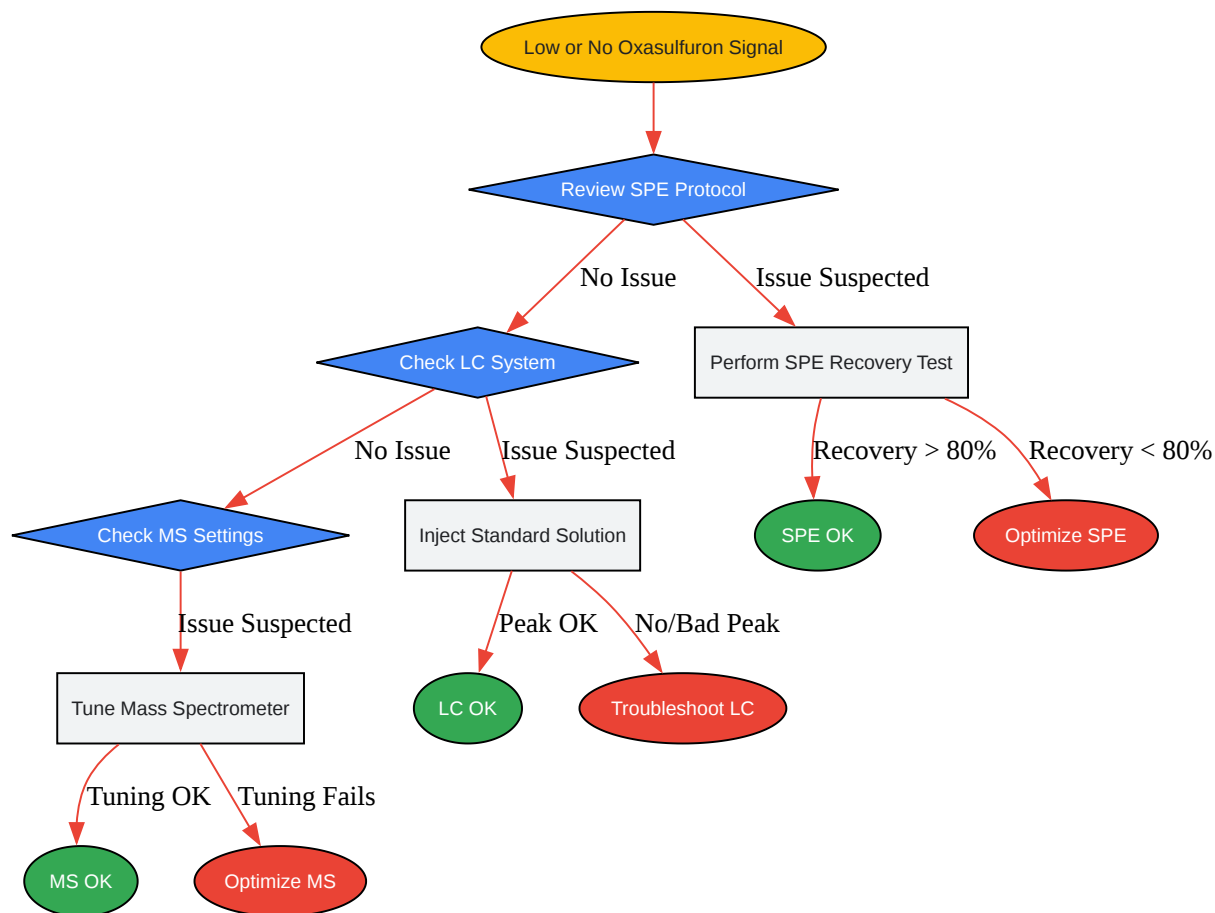 Low or No Oxasulfuron Signal
Review SPE Protocol
No Issue
Issue Suspected
Check LC System
Perform SPE Recovery Test
No Issue
Issue Suspected
Recovery > 80%
Recovery < 80%
Check MS Settings
Inject Standard Solution
SPE OK
Optimize SPE
Issue Suspected
Peak OK
No/Bad Peak
Tune Mass Spectrometer
LC OK
Troubleshoot LC
Tuning OK
Tuning Fails
MS OK
Optimize MS